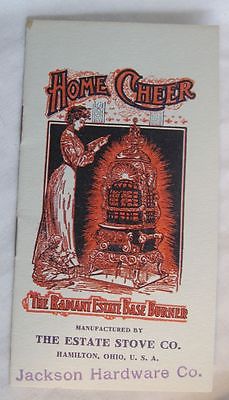 HOME CHEER
THE RADIANT ESTATE BASE BURNER
MANUFACTURED BY
THE ESTATE STOVE CO.
HAMILTON, OHIO, U. S. A.
Jackson Hardware Co.